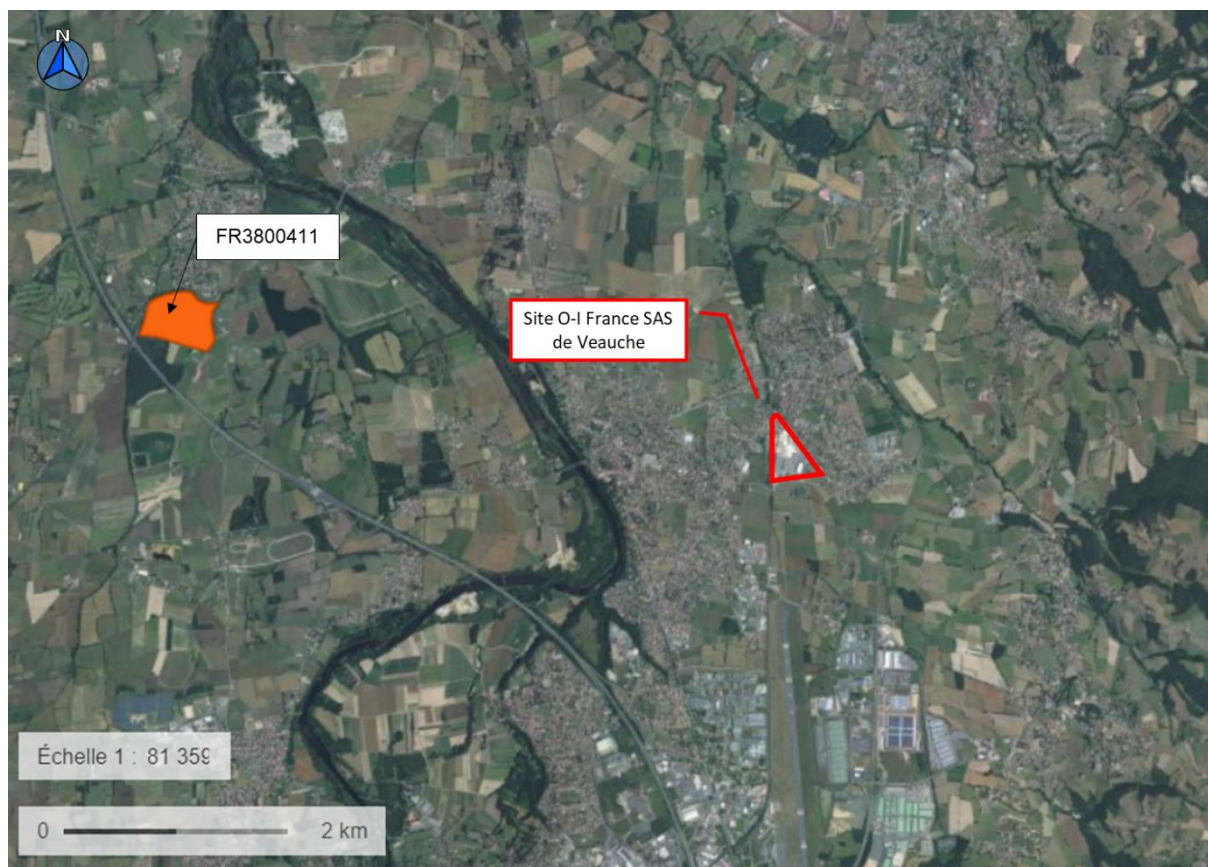 N
FR3800411
Site O-I France SAS
de Veauche
Échelle 1 : 81 359
0 2 km